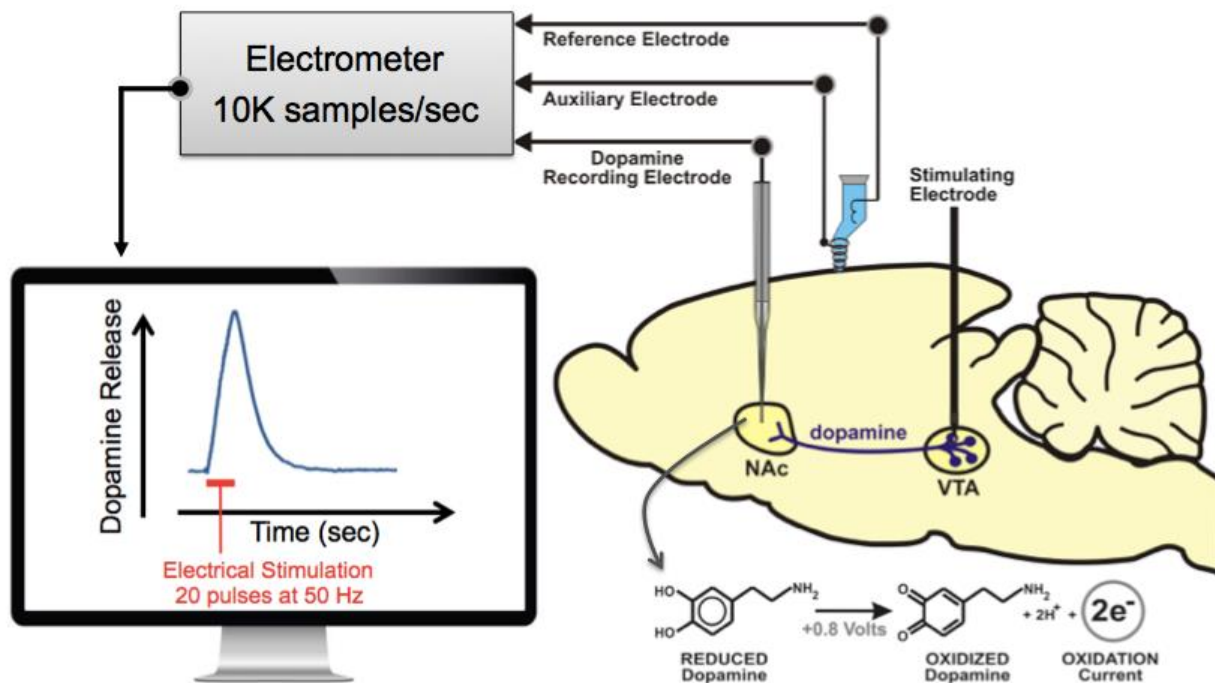 Electrometer
10K samples/sec
Reference Electrode
Auxiliary Electrode
Dopamine
Recording Electrode
Stimulating
Electrode
Dopamine Release
Time (sec)
Electrical Stimulation
20 pulses at 50 Hz
dopamine
NAc
VTA
HO
HO
NH₂
+0.8 Volts
O
O
NH₂
+ 2H⁺ +
2e⁻
REDUCED
Dopamine
OXIDIZED
Dopamine
OXIDATION
Current